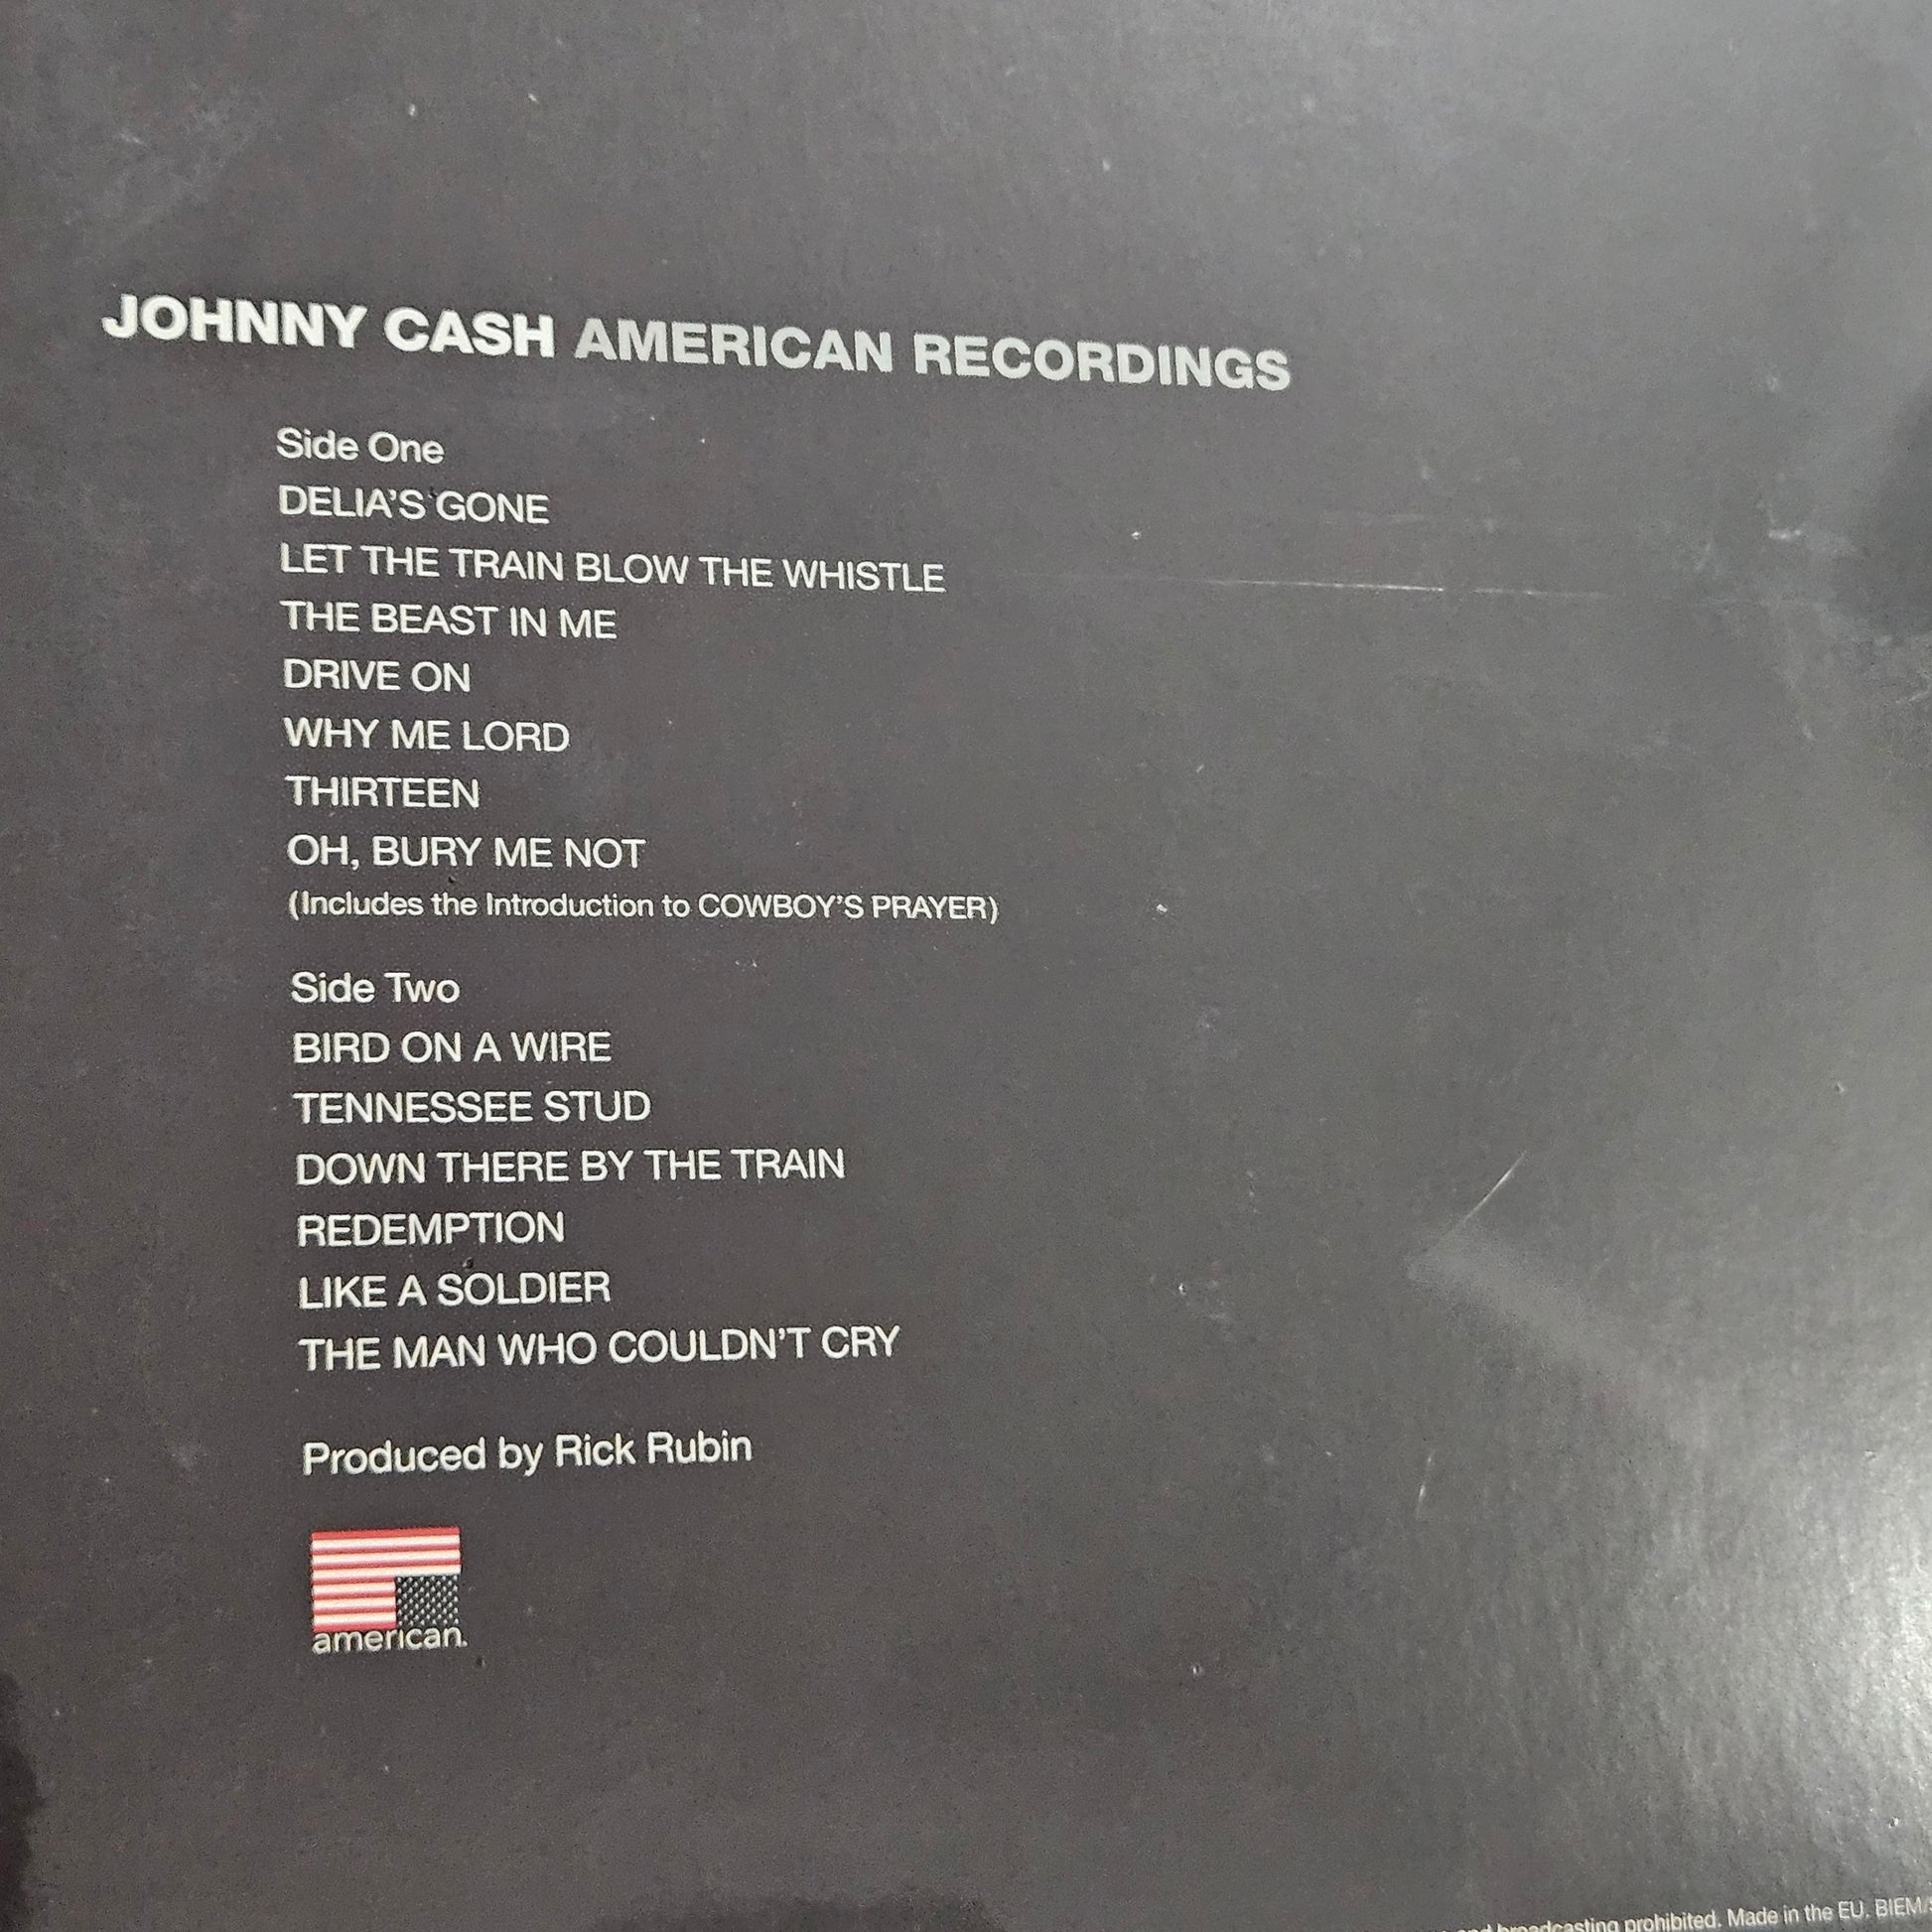 JOHNNY CASH AMERICAN RECORDINGS
Side One
DELIA'S GONE
LET THE TRAIN BLOW THE WHISTLE
THE BEAST IN ME
DRIVE ON
WHY ME LORD
THIRTEEN
OH, BURY ME NOT
(Includes the Introduction to COWBOY'S PRAYER)
Side Two
BIRD ON A WIRE
TENNESSEE STUD
DOWN THERE BY THE TRAIN
REDEMPTION
LIKE A SOLDIER
THE MAN WHO COULDN'T CRY
Produced by Rick Rubin
american.
broadcasting prohibited. Made in the EU. BIEM